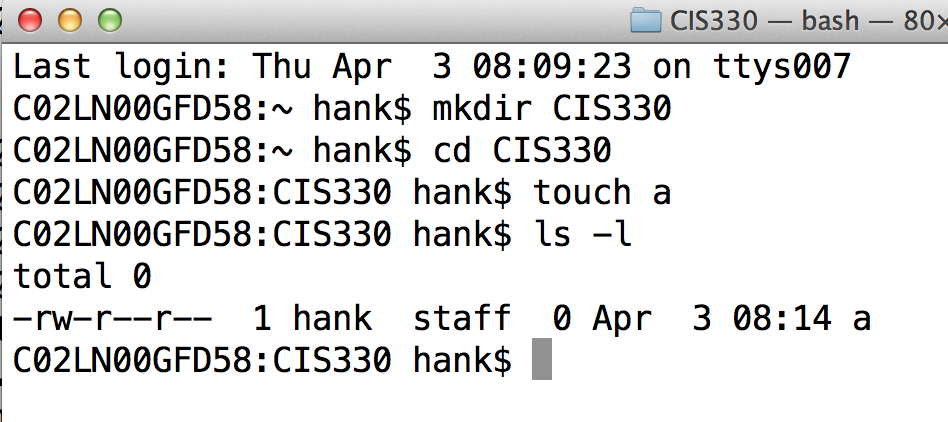 CIS330 — bash — 80×
Last login: Thu Apr  3 08:09:23 on ttys007
C02LN00GFD58:~ hank$ mkdir CIS330
C02LN00GFD58:~ hank$ cd CIS330
C02LN00GFD58:CIS330 hank$ touch a
C02LN00GFD58:CIS330 hank$ ls -l
total 0
-rw-r--r--  1 hank  staff  0 Apr  3 08:14 a
C02LN00GFD58:CIS330 hank$